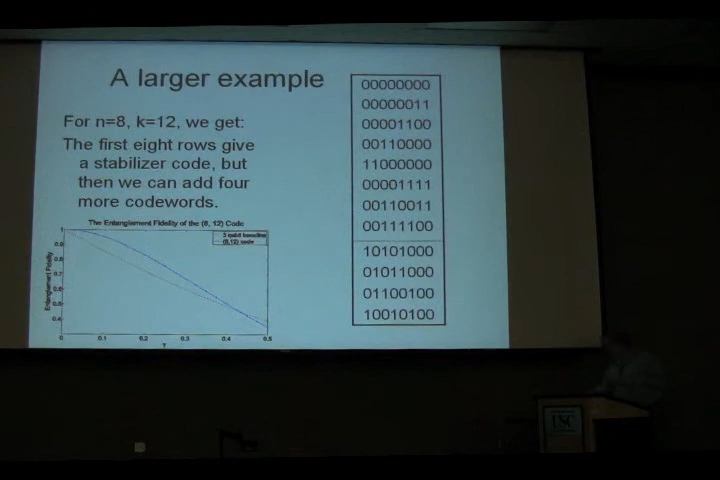 A larger example
For n=8, k=12, we get:
The first eight rows give
a stabilizer code, but
then we can add four
more codewords.
00000000
00000011
00001100
00110000
11000000
00001111
00110011
00111100
10101000
01011000
01100100
10010100
The Entanglement Fidelity of the (8, 12) Code
3 qubit baseline
(8,12) code
Entanglement Fidelity
1
0.9
0.8
0.7
0.6
0.5
0.4
0
0.1
0.2
0.3
0.4
0.5
γ
USC